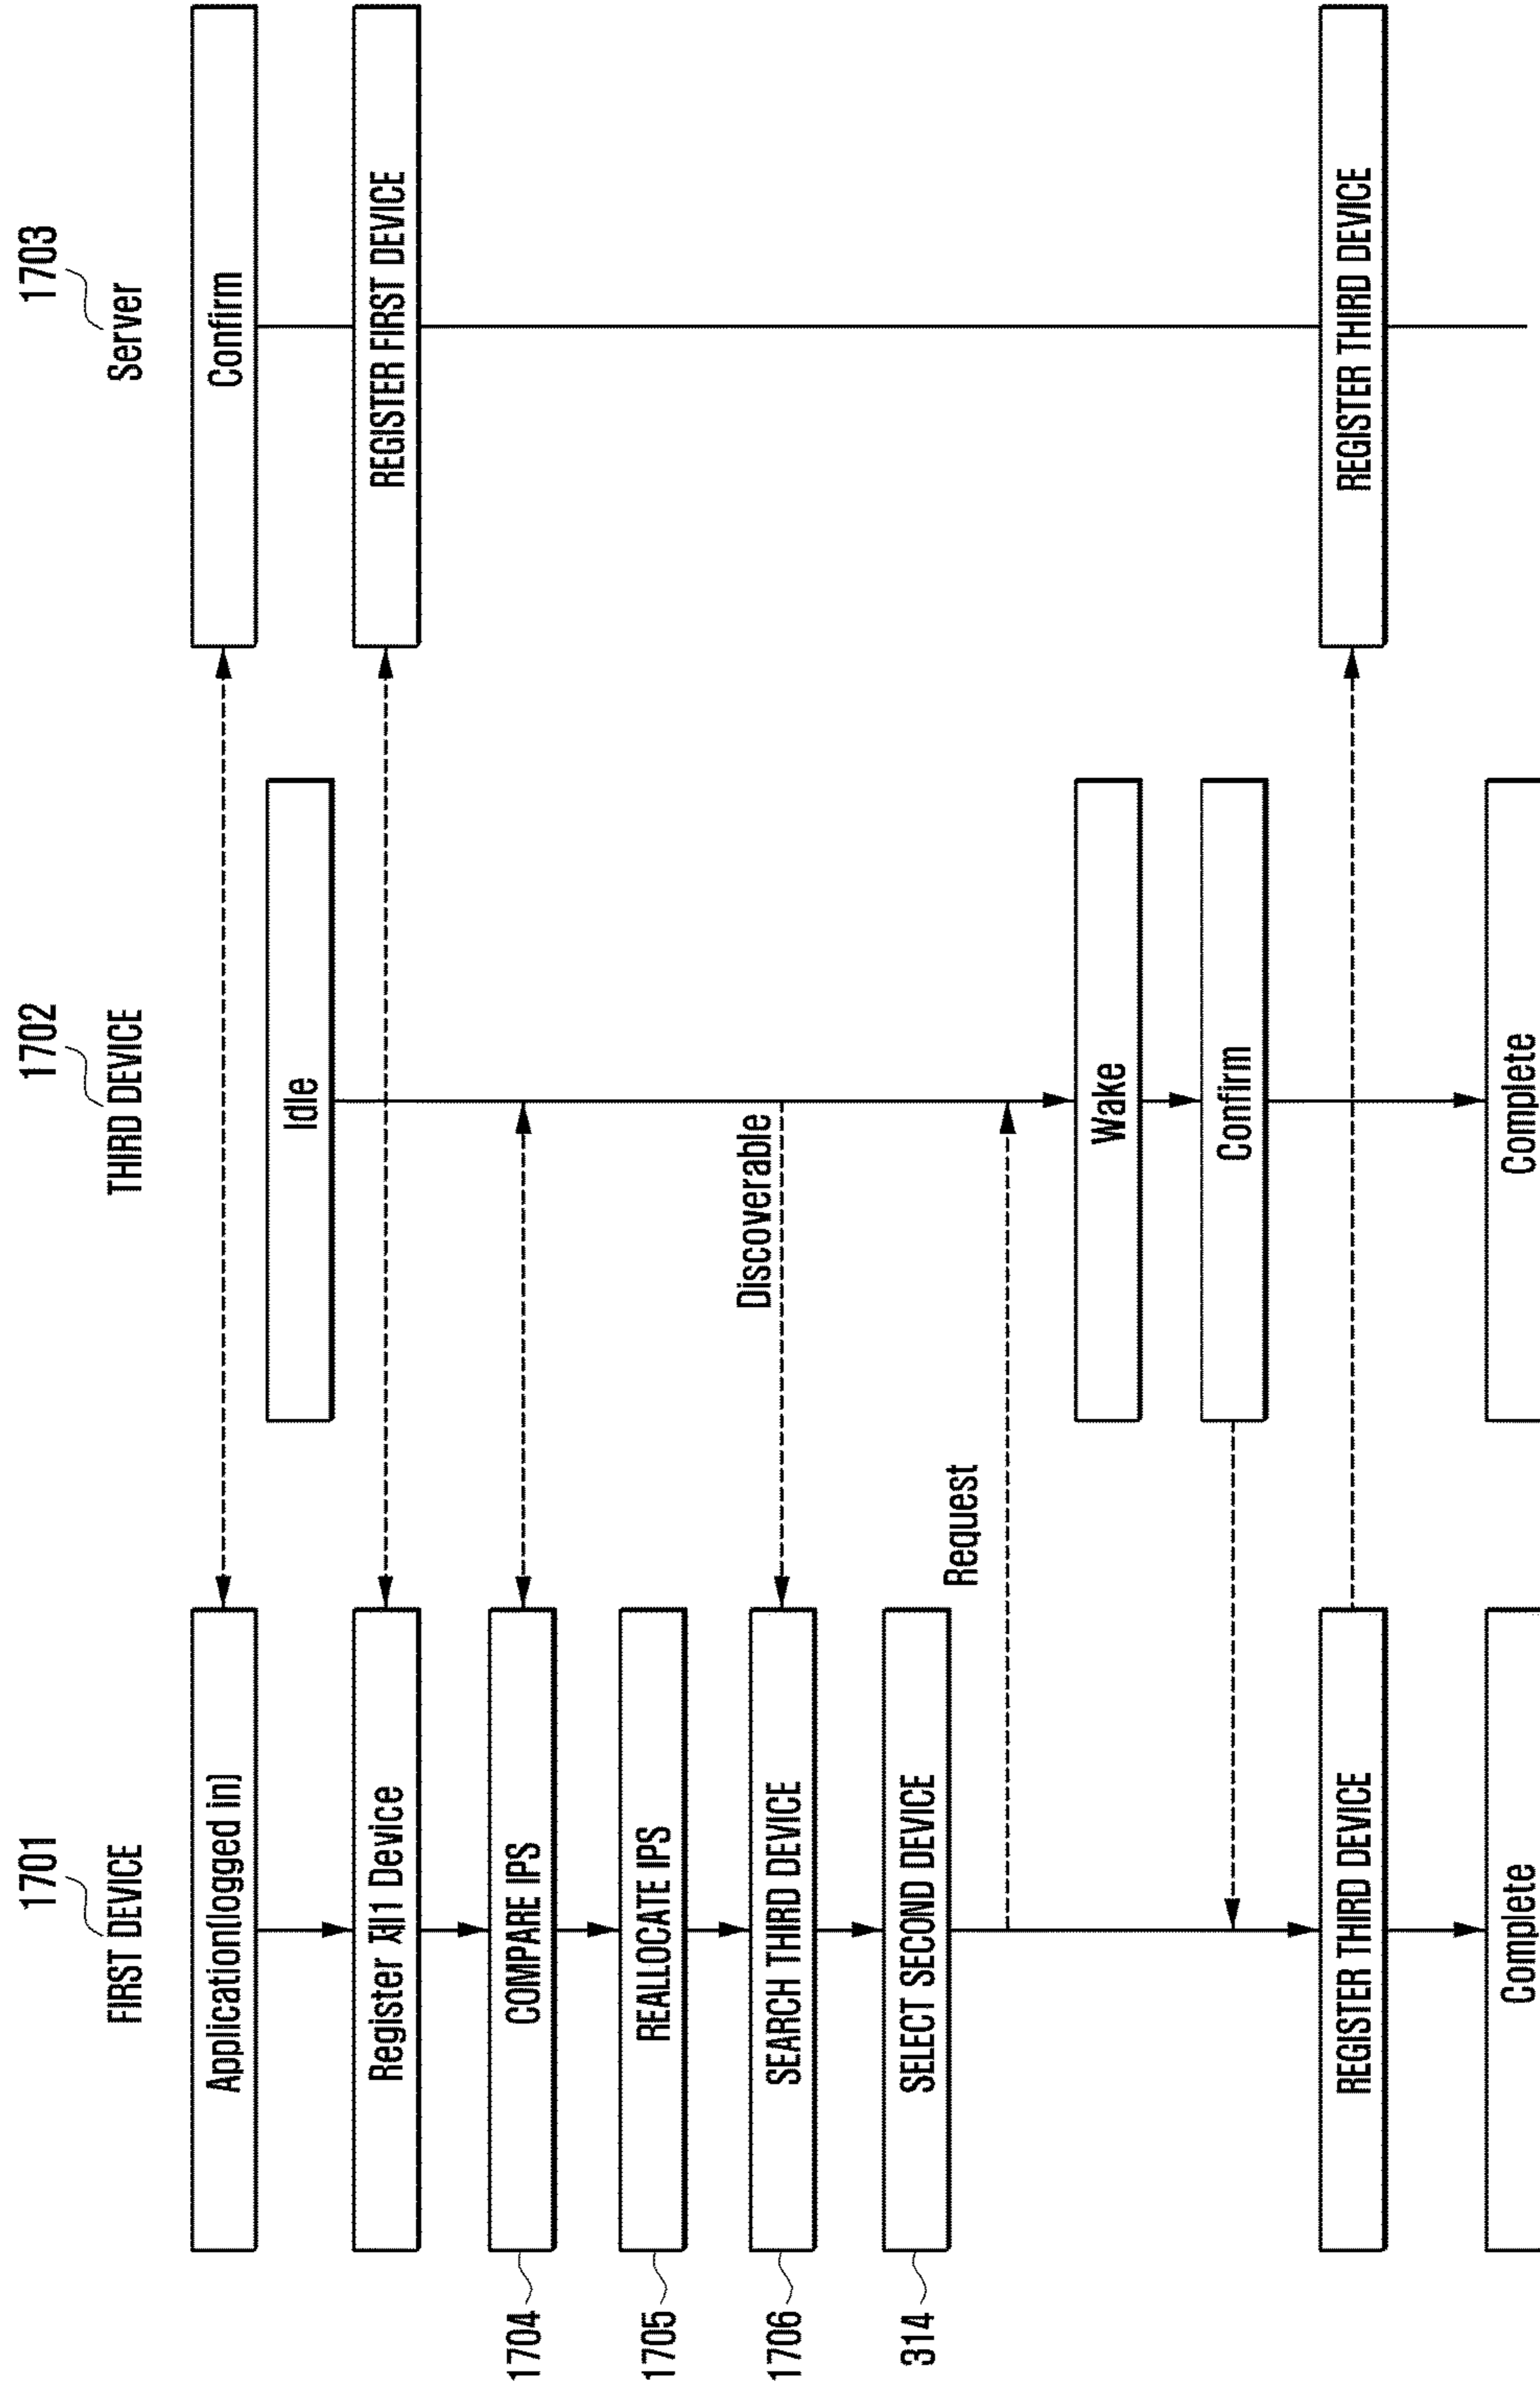 1701
FIRST DEVICE
1702
THIRD DEVICE
1703
Server
Application(logged in)
Confirm
Idle
Register 제1 Device
REGISTER FIRST DEVICE
1704
COMPARE IPS
1705
REALLOCATE IPS
1706
SEARCH THIRD DEVICE
Discoverable
314
SELECT SECOND DEVICE
Request
Wake
Confirm
REGISTER THIRD DEVICE
REGISTER THIRD DEVICE
Complete
Complete